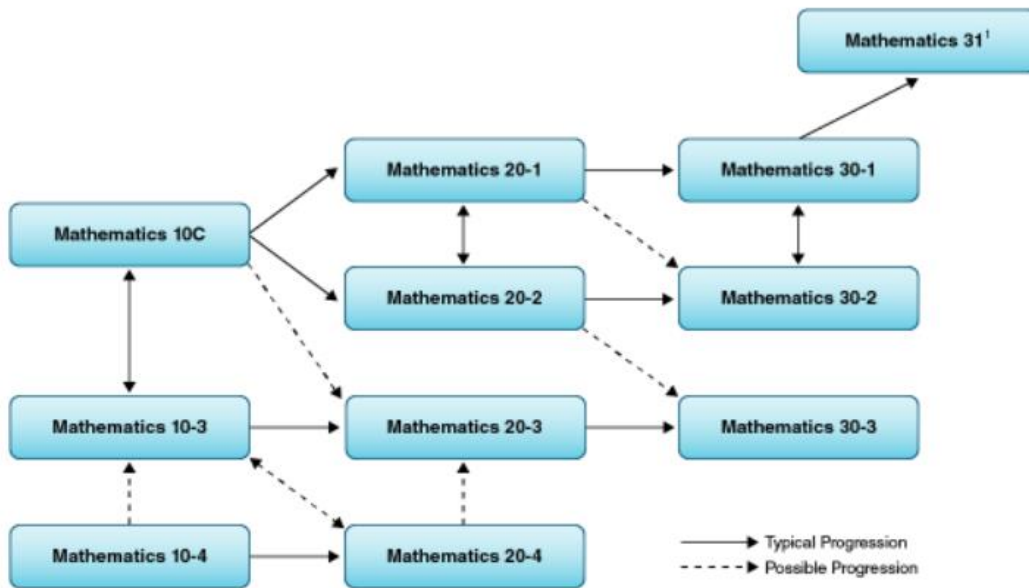 Mathematics 31¹
Mathematics 20-1
Mathematics 30-1
Mathematics 10C
Mathematics 20-2
Mathematics 30-2
Mathematics 10-3
Mathematics 20-3
Mathematics 30-3
Mathematics 10-4
Mathematics 20-4
Typical Progression
Possible Progression